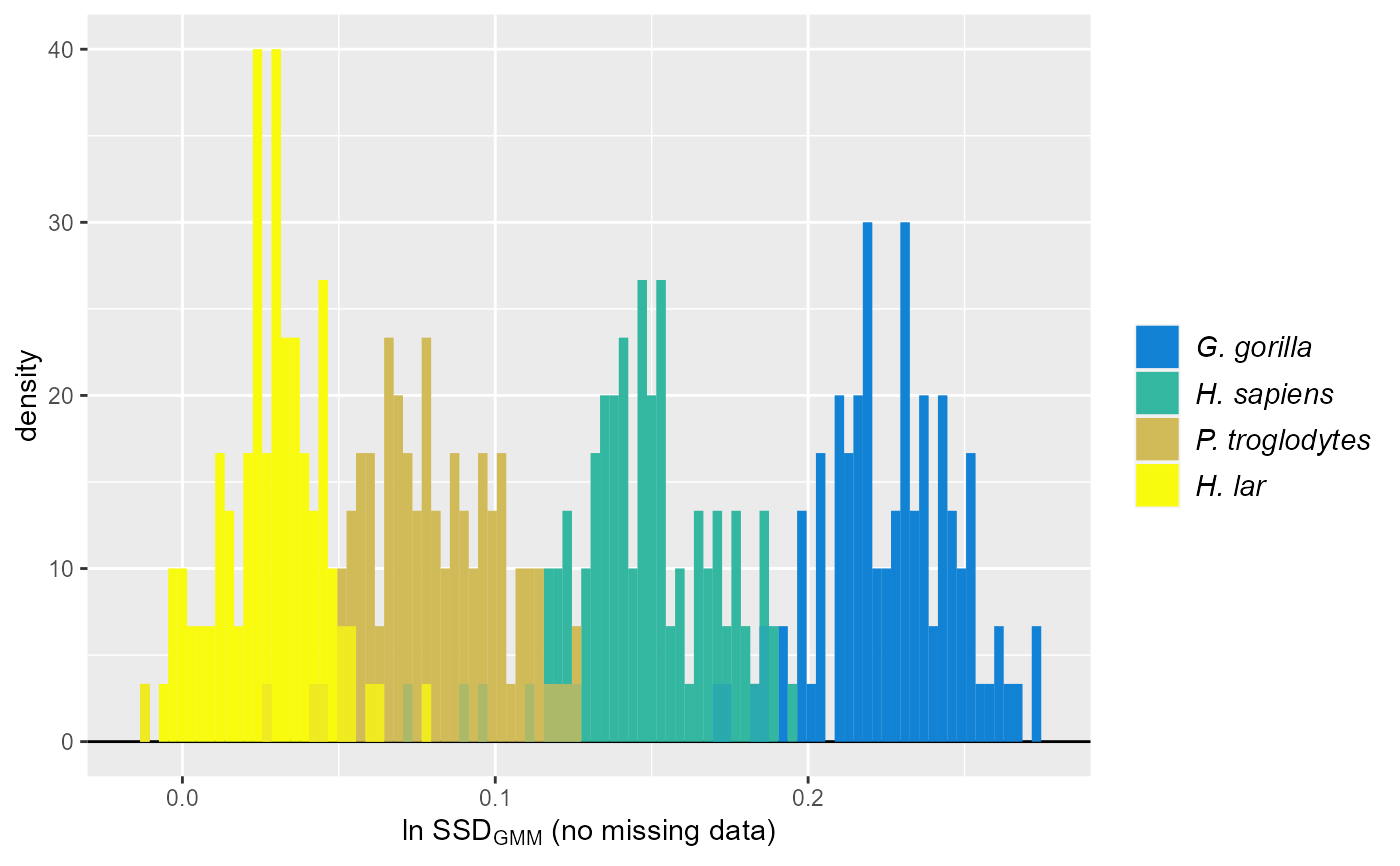 40
30
20
10
0
density
0.0
0.1
0.2
ln SSDGMM (no missing data)
G. gorilla
H. sapiens
P. troglodytes
H. lar